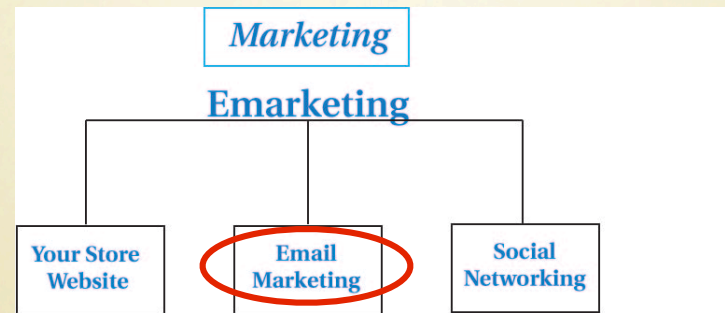 Marketing
Emarketing
Your Store
Website
Email
Marketing
Social
Networking